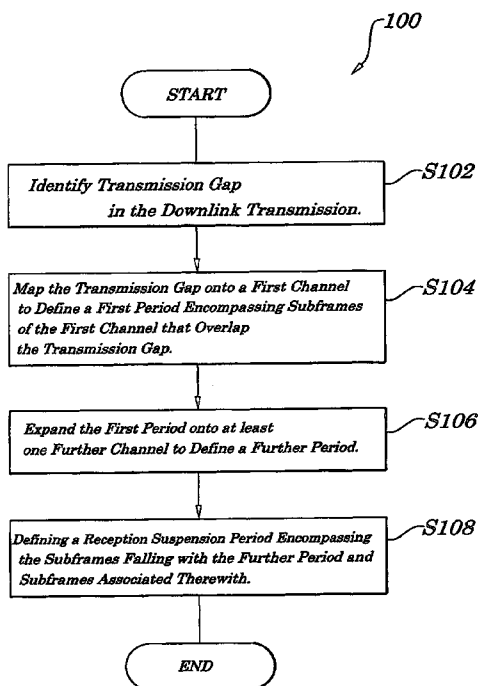 100
START
S102
Identify Transmission Gap
in the Downlink Transmission.
S104
Map the Transmission Gap onto a First Channel
to Define a First Period Encompassing Subframes
of the First Channel that Overlap
the Transmission Gap.
S106
Expand the First Period onto at least
one Further Channel to Define a Further Period.
S108
Defining a Reception Suspension Period Encompassing
the Subframes Falling with the Further Period and
Subframes Associated Therewith.
END